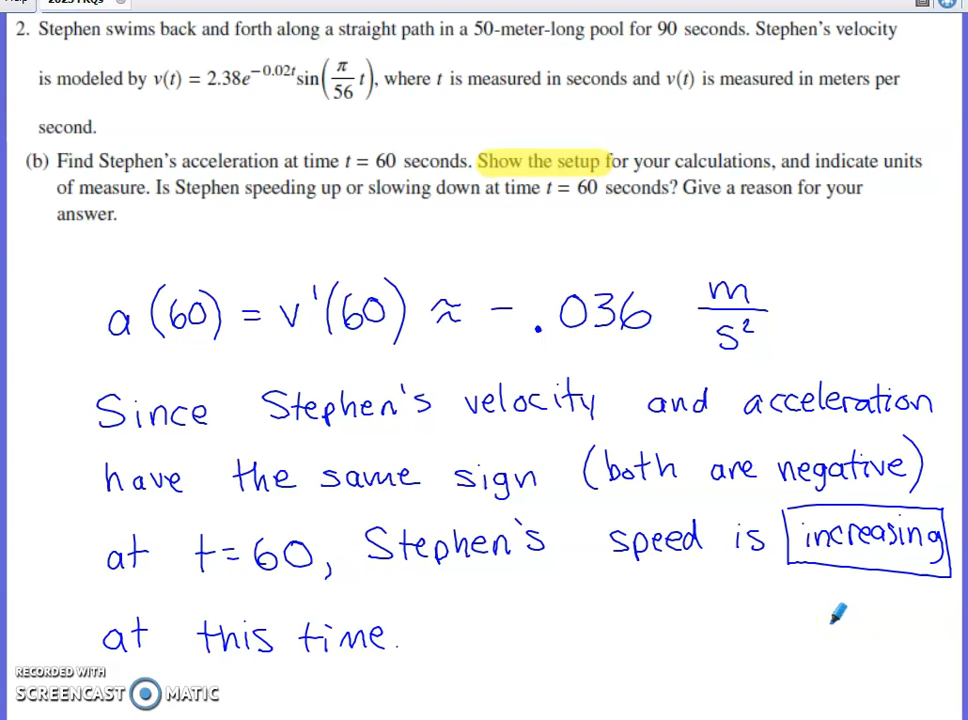 Help
2. Stephen swims back and forth along a straight path in a 50-meter-long pool for 90 seconds. Stephen's velocity
is modeled by v(t) = 2.38e^{-0.02t} sin(π/56 t), where t is measured in seconds and v(t) is measured in meters per
second.
(b) Find Stephen's acceleration at time t = 60 seconds. Show the setup for your calculations, and indicate units
of measure. Is Stephen speeding up or slowing down at time t = 60 seconds? Give a reason for your
answer.
a(60) = v'(60) ≈ -.036 m/s²
Since Stephen's velocity and acceleration
have the same sign (both are negative)
at t=60, Stephen's speed is increasing
at this time.
RECORDED WITH
SCREENCAST MATIC